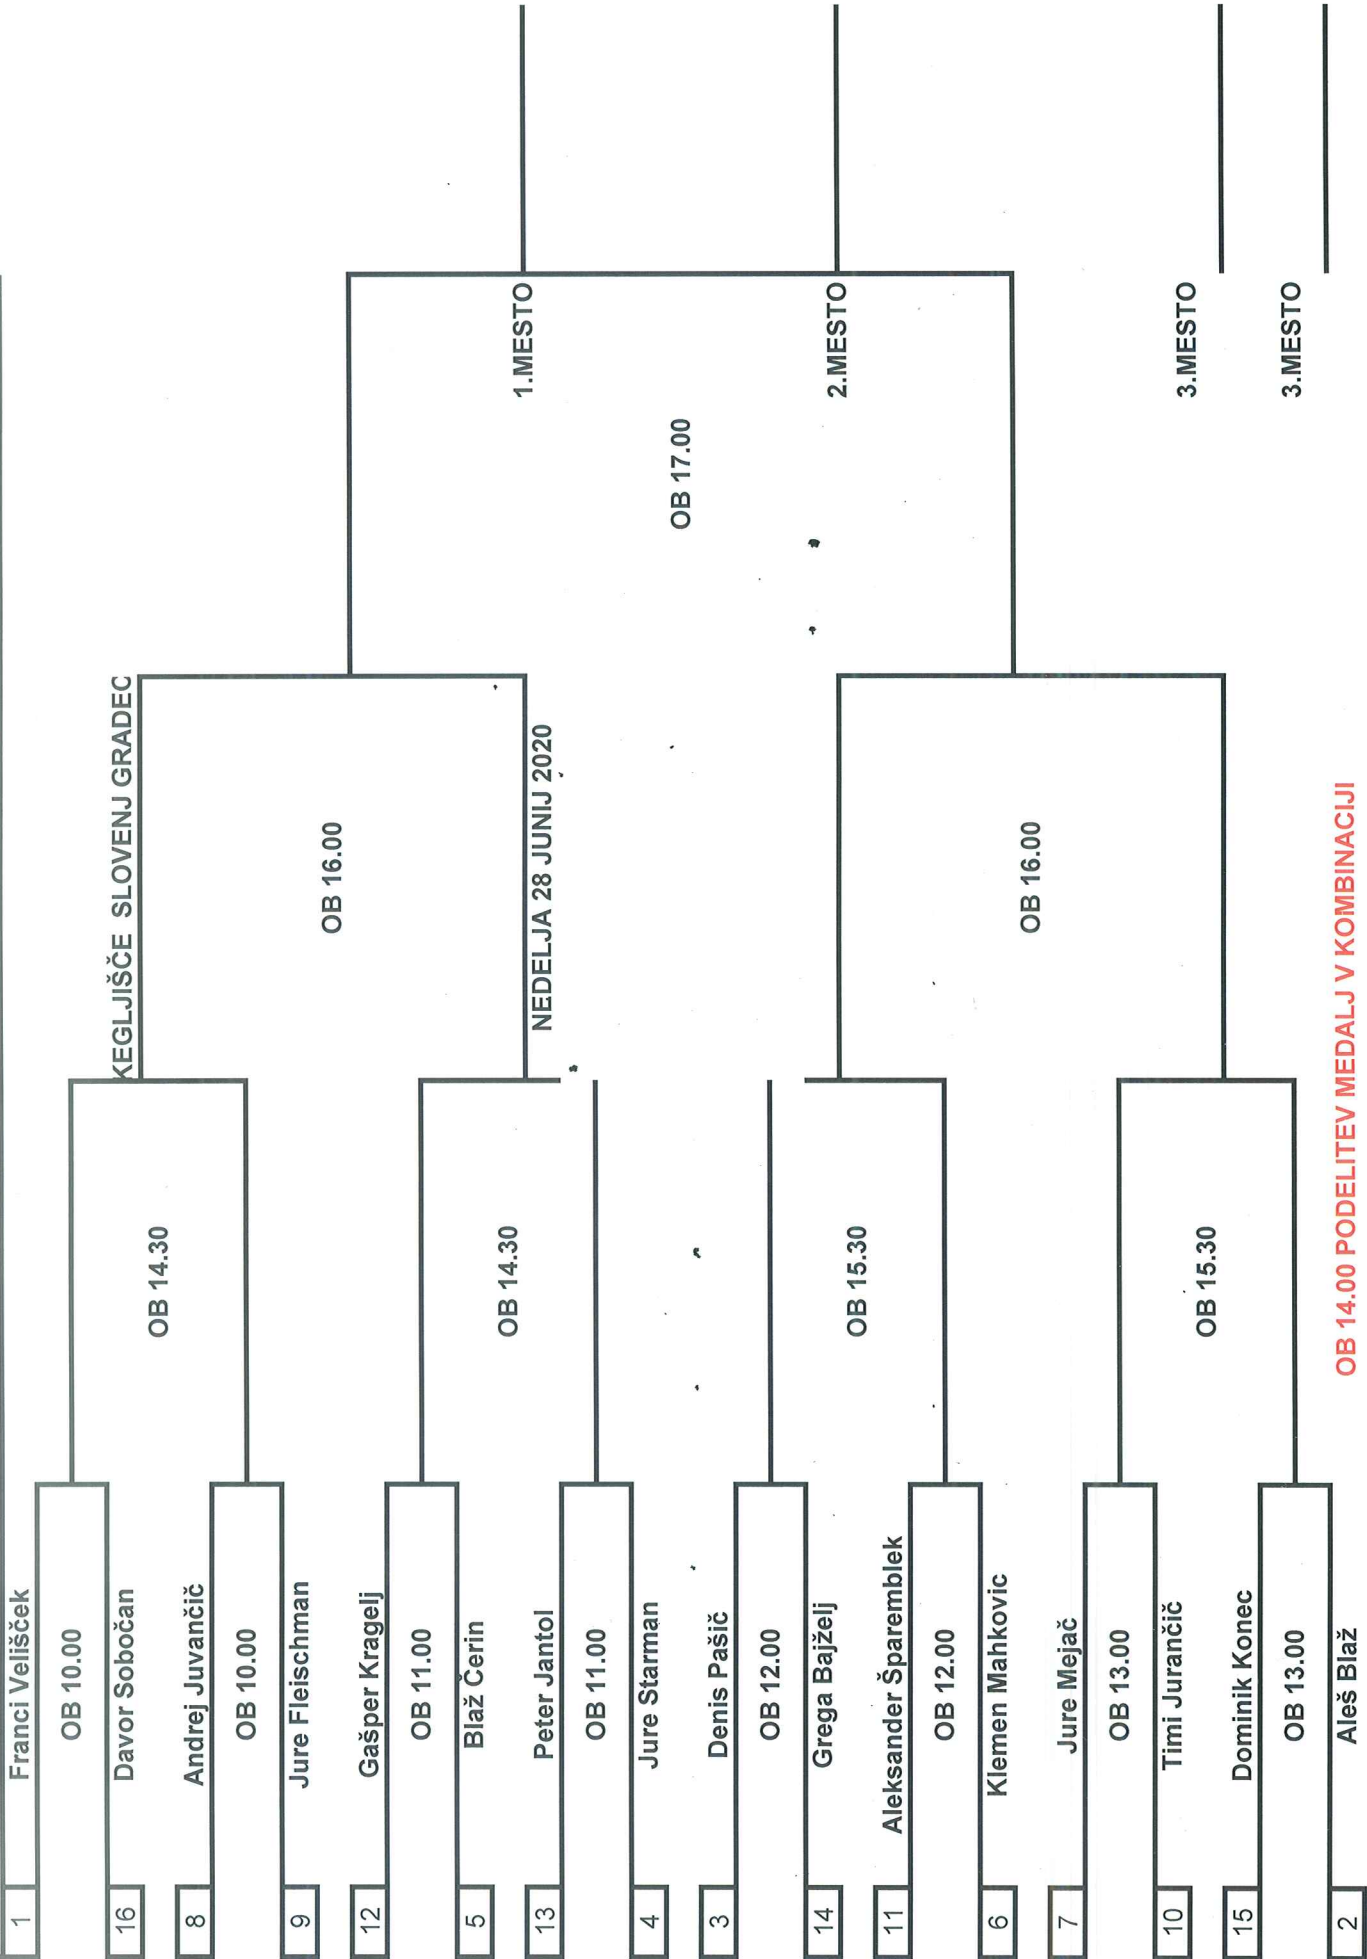 1 Franci Velišček
OB 10.00
16 Davor Sobočan
8 Andrej Juvančič
OB 10.00
9 Jure Fleischman
12 Gašper Kragelj
OB 11.00
5 Blaž Čerin
13 Peter Jantol
OB 11.00
4 Jure Starman
3 Denis Pašič
OB 12.00
14 Grega Bajželj
11 Aleksander Šparemblek
OB 12.00
6 Klemen Mahkovic
7 Jure Mejač
OB 13.00
10 Timi Jurančič
15 Dominik Konec
OB 13.00
2 Aleš Blaž
OB 14.30
OB 14.30
OB 15.30
OB 15.30
KEGLJIŠČE SLOVENJ GRADEC
OB 16.00
NEDELJA 28 JUNIJ 2020
OB 16.00
OB 17.00
1.MESTO
2.MESTO
3.MESTO
3.MESTO
OB 14.00 PODELITEV MEDALJ V KOMBINACIJI